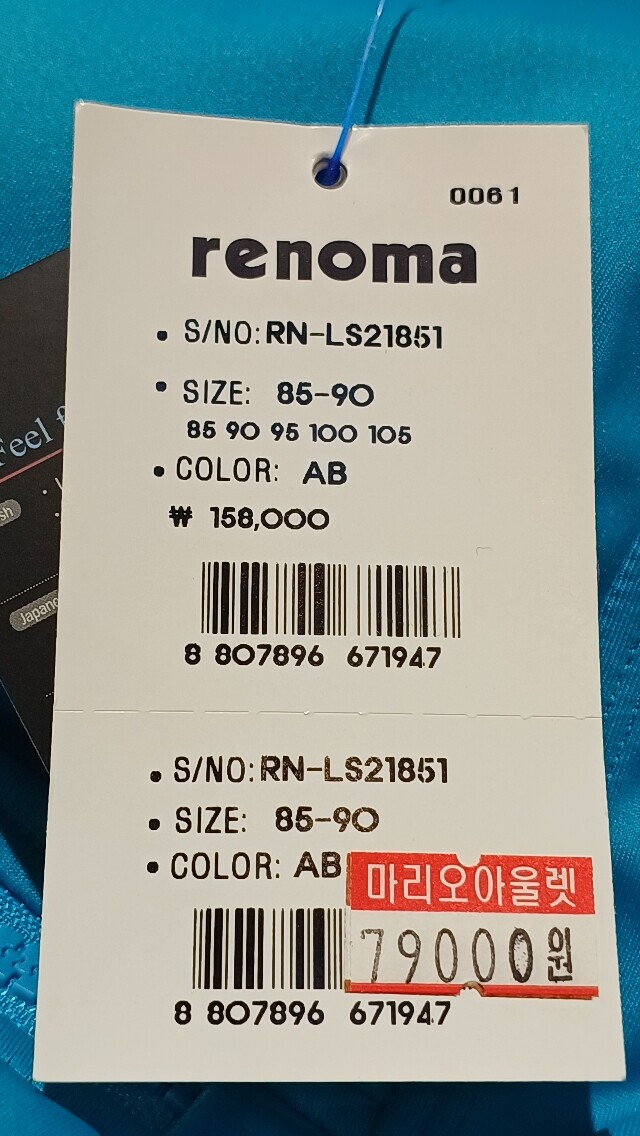 0061
renoma
• S/NO: RN-LS21851
• SIZE: 85-90
85 90 95 100 105
• COLOR: AB
₩ 158,000
8 807896 671947
• S/NO: RN-LS21851
• SIZE: 85-90
• COLOR: AB
마리오아울렛
79000원
8 807896 671947
Feel